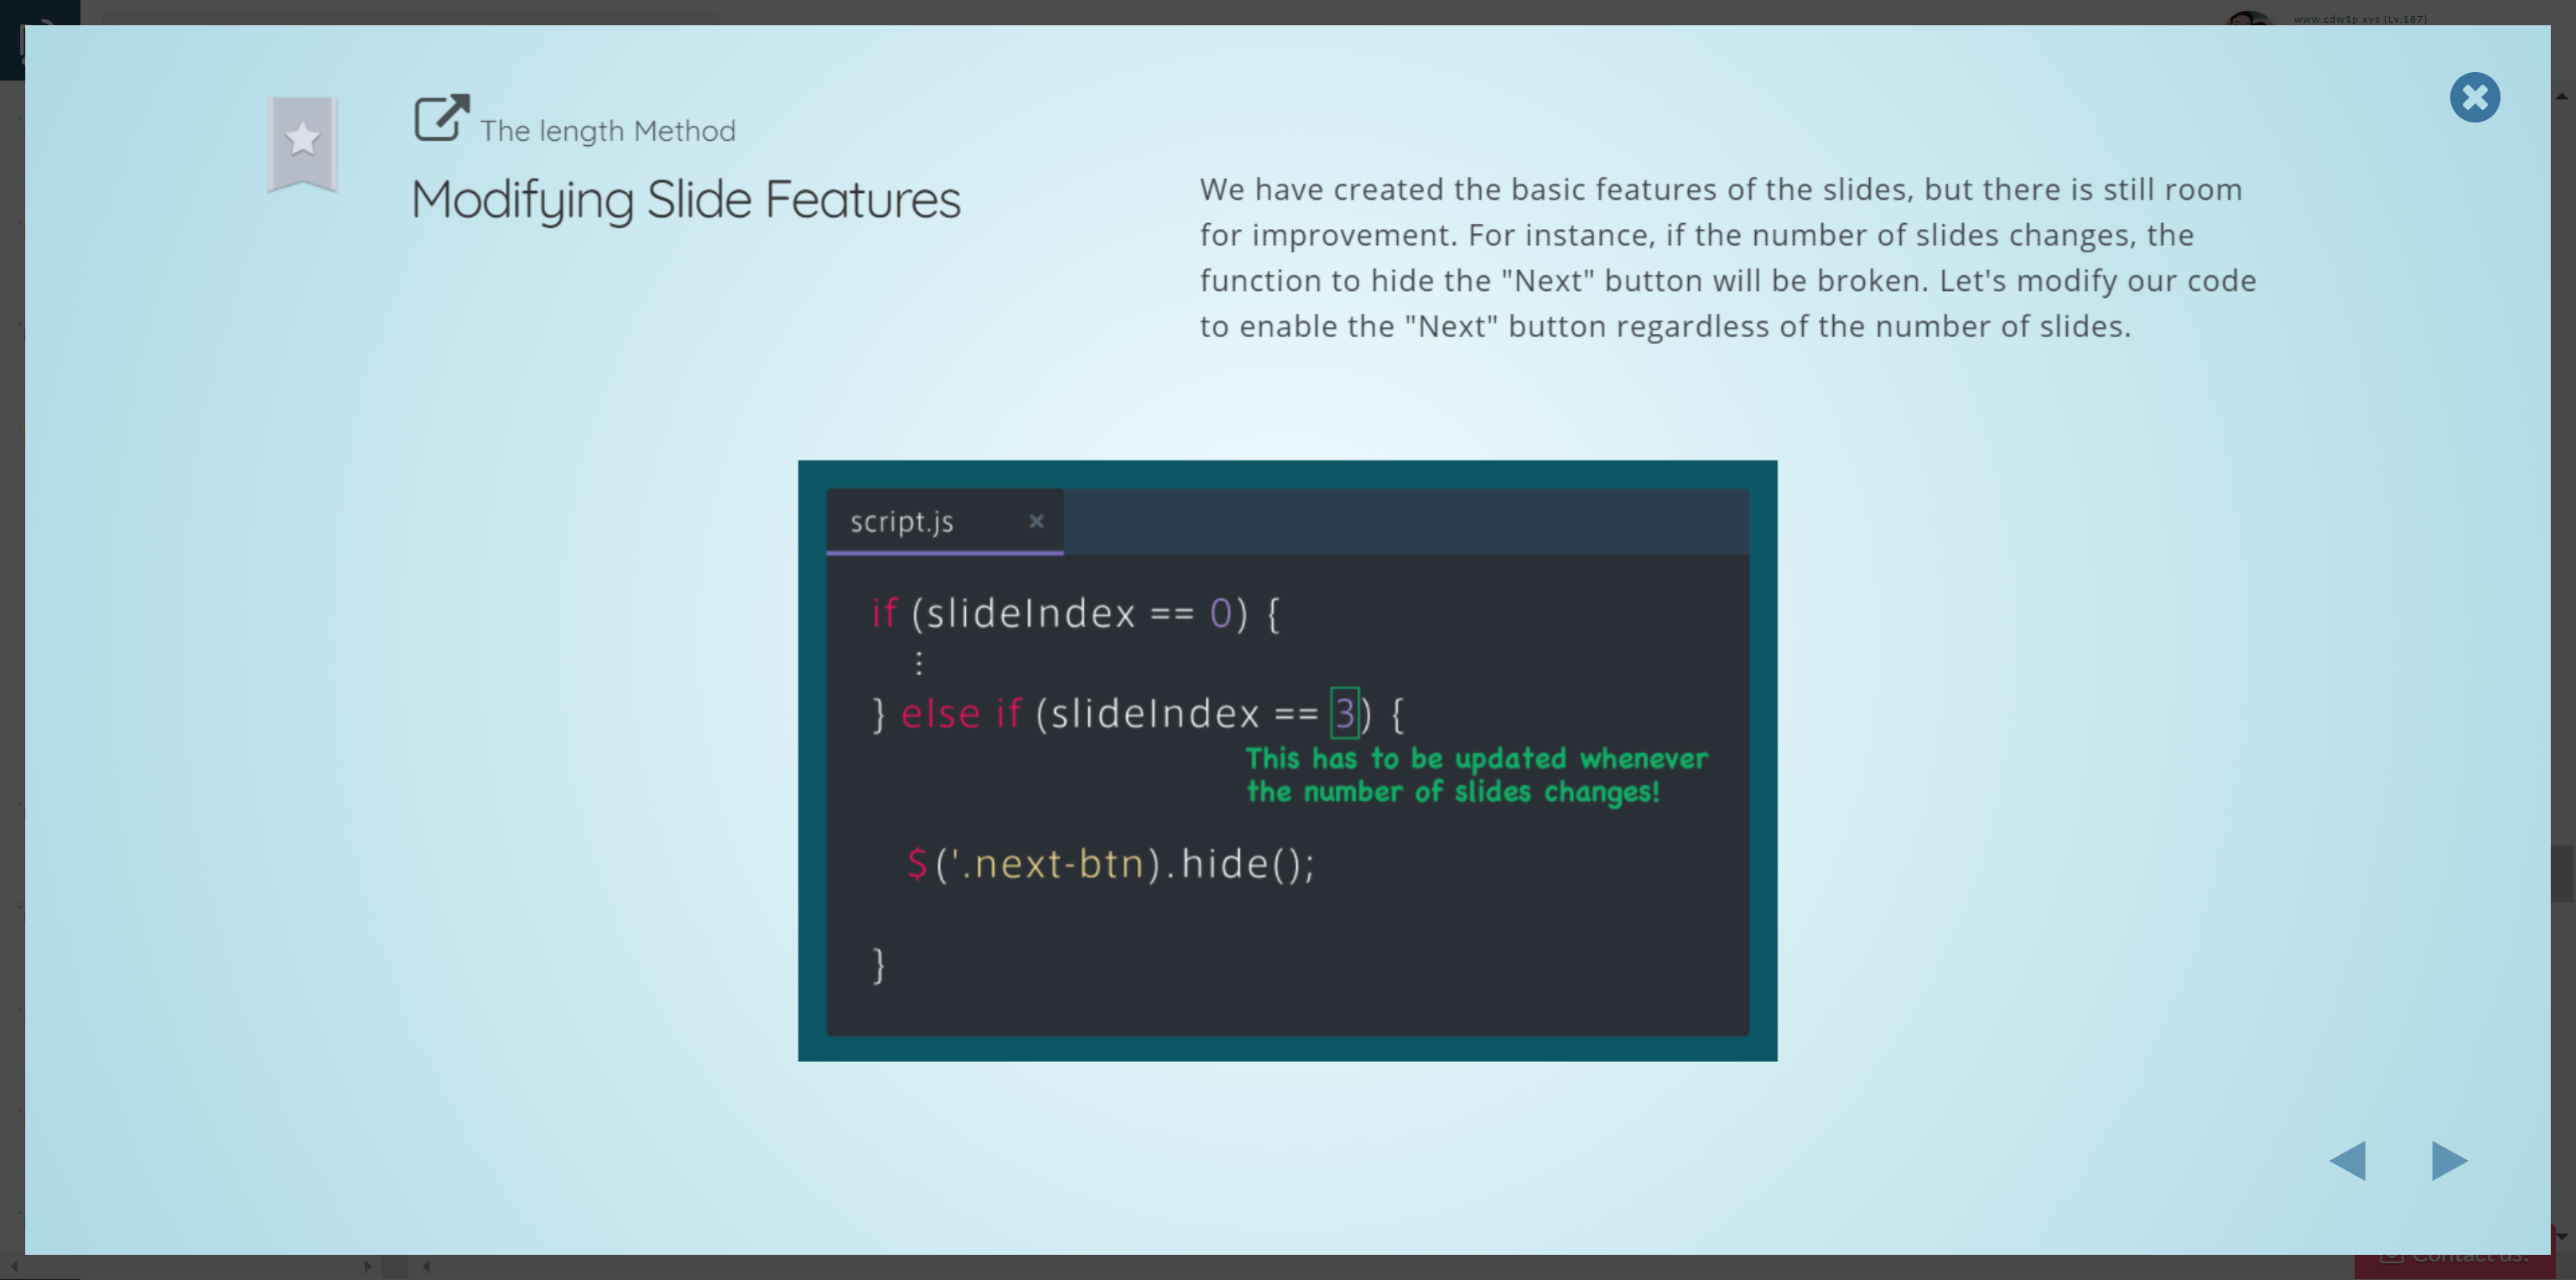 www.cdw1p.xyz (Lv.187)
The length Method
Modifying Slide Features
We have created the basic features of the slides, but there is still room
for improvement. For instance, if the number of slides changes, the
function to hide the "Next" button will be broken. Let's modify our code
to enable the "Next" button regardless of the number of slides.
script.js
if (slideIndex == 0) {
⋮
} else if (slideIndex == 3) {
This has to be updated whenever
the number of slides changes!
$('.next-btn).hide();
}
Contact us!